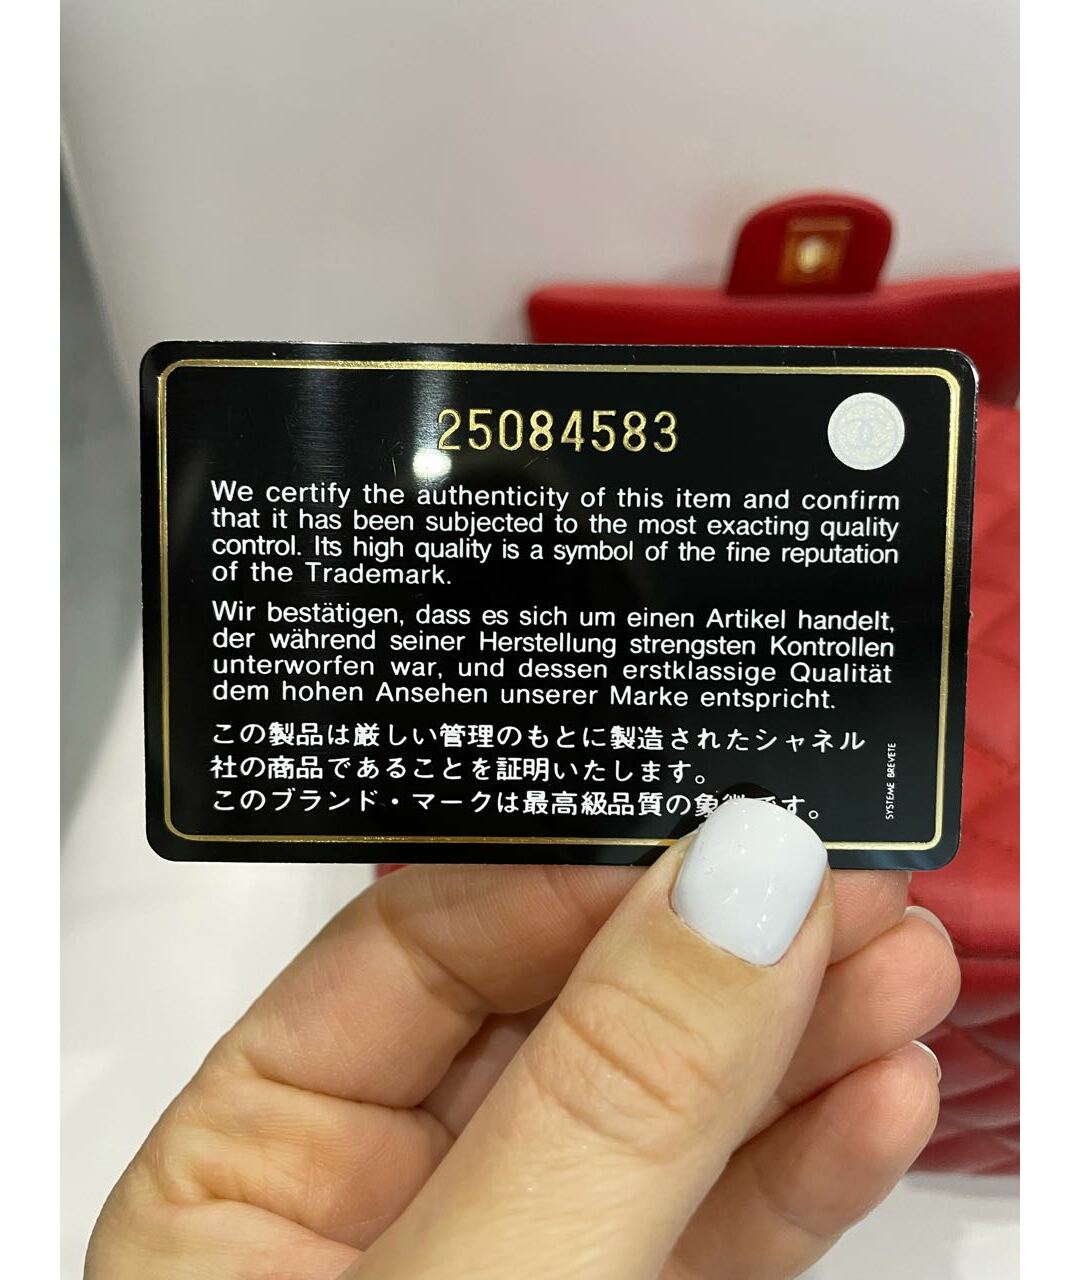 25084583
We certify the authenticity of this item and confirm
that it has been subjected to the most exacting quality
control. Its high quality is a symbol of the fine reputation
of the Trademark.
Wir bestätigen, dass es sich um einen Artikel handelt,
der während seiner Herstellung strengsten Kontrollen
unterworfen war, und dessen erstklassige Qualität
dem hohen Ansehen unserer Marke entspricht.
この製品は厳しい管理のもとに製造されたシャネル
社の商品であることを証明いたします。
このブランド・マークは最高級品質の象徴です。
SYSTEME BREVETE